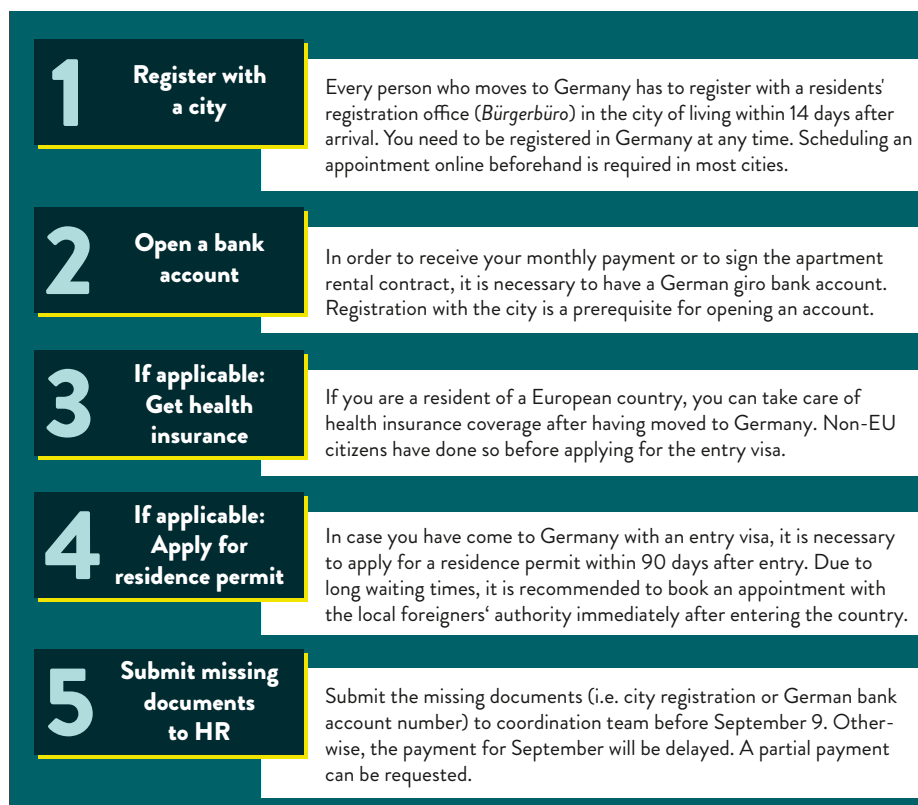 1
Register with
a city
Every person who moves to Germany has to register with a residents'
registration office (Bürgerbüro) in the city of living within 14 days after
arrival. You need to be registered in Germany at any time. Scheduling an
appointment online beforehand is required in most cities.
2
Open a bank
account
In order to receive your monthly payment or to sign the apartment
rental contract, it is necessary to have a German giro bank account.
Registration with the city is a prerequisite for opening an account.
3
If applicable:
Get health
insurance
If you are a resident of a European country, you can take care of
health insurance coverage after having moved to Germany. Non-EU
citizens have done so before applying for the entry visa.
4
If applicable:
Apply for
residence permit
In case you have come to Germany with an entry visa, it is necessary
to apply for a residence permit within 90 days after entry. Due to
long waiting times, it is recommended to book an appointment with
the local foreigners‘ authority immediately after entering the country.
5
Submit missing
documents
to HR
Submit the missing documents (i.e. city registration or German bank
account number) to coordination team before September 9. Other-
wise, the payment for September will be delayed. A partial payment
can be requested.